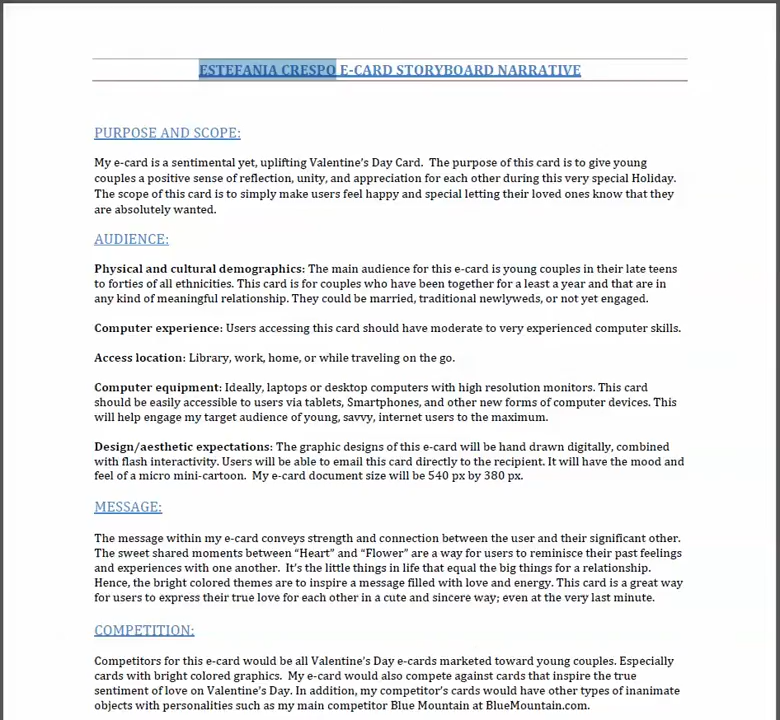 ESTEFANIA CRESPO E-CARD STORYBOARD NARRATIVE
PURPOSE AND SCOPE:
My e-card is a sentimental yet, uplifting Valentine's Day Card.  The purpose of this card is to give young
couples a positive sense of reflection, unity, and appreciation for each other during this very special Holiday.
The scope of this card is to simply make users feel happy and special letting their loved ones know that they
are absolutely wanted.
AUDIENCE:
Physical and cultural demographics: The main audience for this e-card is young couples in their late teens
to forties of all ethnicities. This card is for couples who have been together for a least a year and that are in
any kind of meaningful relationship. They could be married, traditional newlyweds, or not yet engaged.
Computer experience: Users accessing this card should have moderate to very experienced computer skills.
Access location: Library, work, home, or while traveling on the go.
Computer equipment: Ideally, laptops or desktop computers with high resolution monitors. This card
should be easily accessible to users via tablets, Smartphones, and other new forms of computer devices. This
will help engage my target audience of young, savvy, internet users to the maximum.
Design/aesthetic expectations: The graphic designs of this e-card will be hand drawn digitally, combined
with flash interactivity. Users will be able to email this card directly to the recipient. It will have the mood and
feel of a micro mini-cartoon.  My e-card document size will be 540 px by 380 px.
MESSAGE:
The message within my e-card conveys strength and connection between the user and their significant other.
The sweet shared moments between “Heart” and “Flower” are a way for users to reminisce their past feelings
and experiences with one another.  It's the little things in life that equal the big things for a relationship.
Hence, the bright colored themes are to inspire a message filled with love and energy. This card is a great way
for users to express their true love for each other in a cute and sincere way; even at the very last minute.
COMPETITION:
Competitors for this e-card would be all Valentine's Day e-cards marketed toward young couples. Especially
cards with bright colored graphics.  My e-card would also compete against cards that inspire the true
sentiment of love on Valentine's Day. In addition, my competitor's cards would have other types of inanimate
objects with personalities such as my main competitor Blue Mountain at BlueMountain.com.